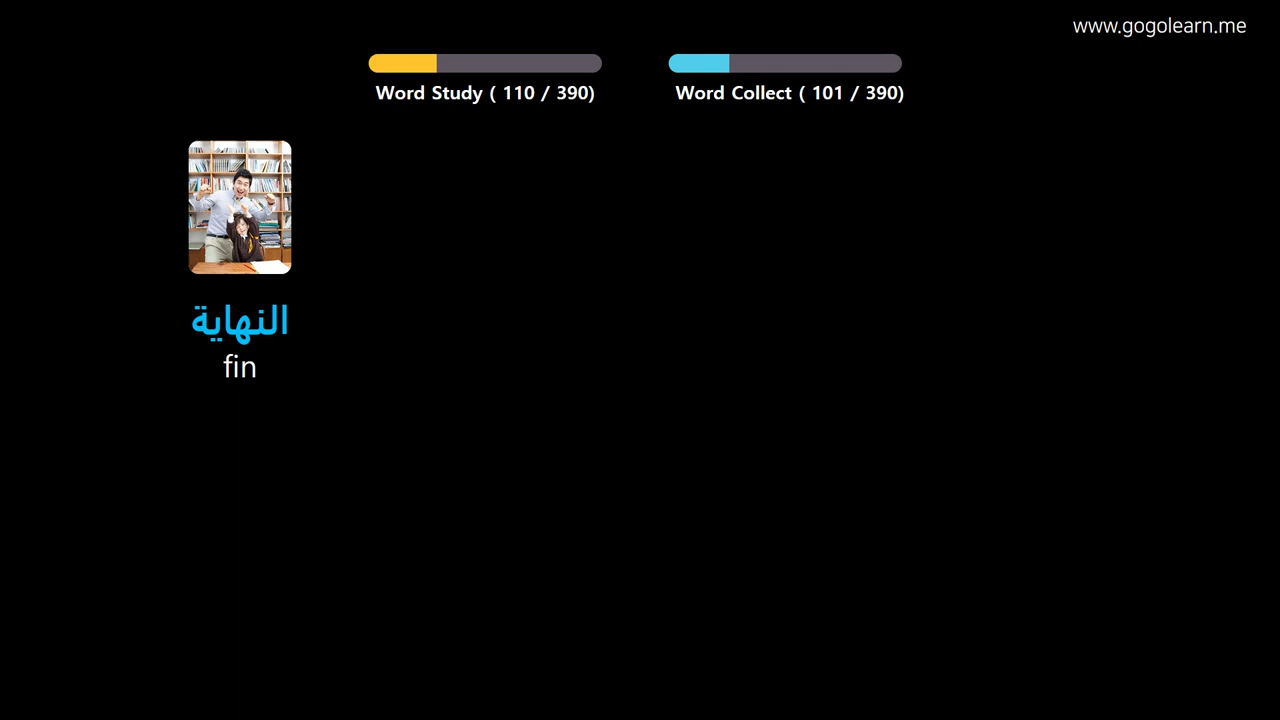 www.gogolearn.me
Word Study ( 110 / 390)
Word Collect ( 101 / 390)
النهاية
fin